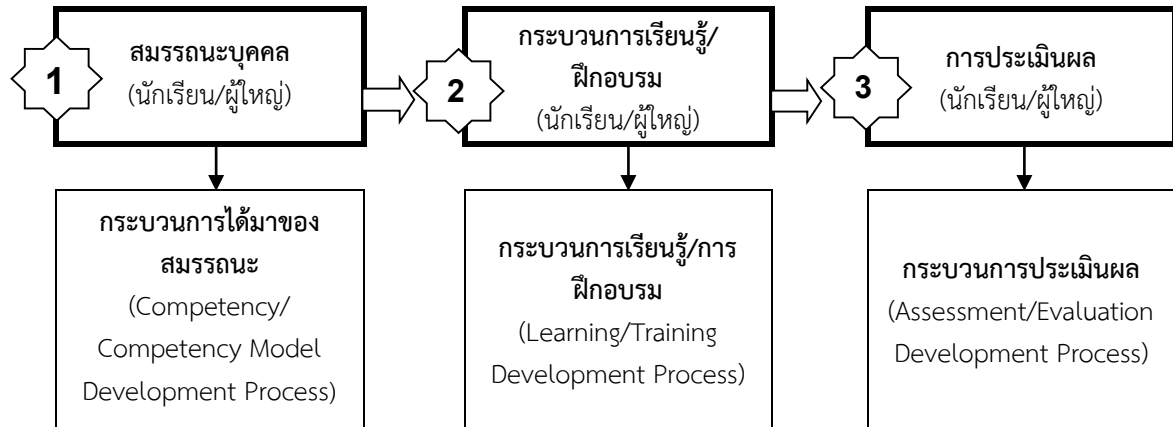 1
สมรรถนะบุคคล
(นักเรียน/ผู้ใหญ่)
2
กระบวนการเรียนรู้/
ฝึกอบรม
(นักเรียน/ผู้ใหญ่)
3
การประเมินผล
(นักเรียน/ผู้ใหญ่)
กระบวนการได้มาของ
สมรรถนะ
(Competency/
Competency Model
Development Process)
กระบวนการเรียนรู้/การ
ฝึกอบรม
(Learning/Training
Development Process)
กระบวนการประเมินผล
(Assessment/Evaluation
Development Process)